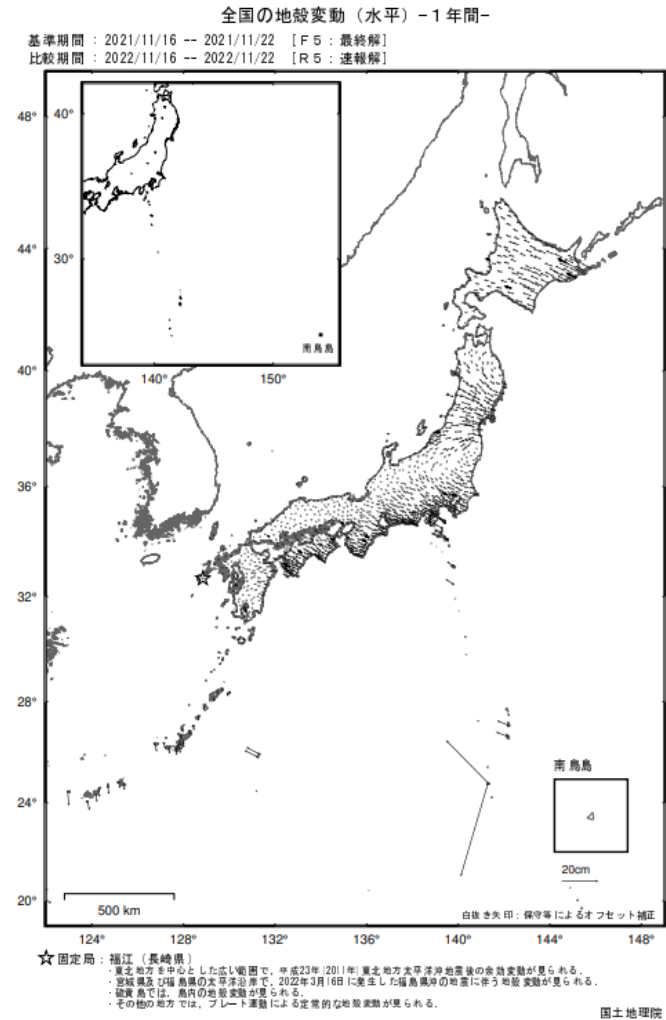 全国の地殻変動（水平）－１年間－
基準期間 : 2021/11/16 -- 2021/11/22 [Ｆ５：最終解]
比較期間 : 2022/11/16 -- 2022/11/22 [Ｒ５：速報解]
48°
44°
40°
36°
32°
28°
24°
20°
40°
30°
南鳥島
140°
150°
南鳥島
20cm
500 km
白抜き矢印：保守等によるオフセット補正
124°
128°
132°
136°
140°
144°
148°
☆ 固定局：福江（長崎県）
・東北地方を中心とした広い範囲で，平成23年(2011年)東北地方太平洋沖地震後の余効変動が見られる．
・宮城県及び福島県の太平洋沿岸で，2022年3月16日に発生した福島県沖の地震に伴う地殻変動が見られる．
・硫黄島では，島内の地殻変動が見られる．
・その他の地方では，プレート運動による定常的な地殻変動が見られる．
国土地理院